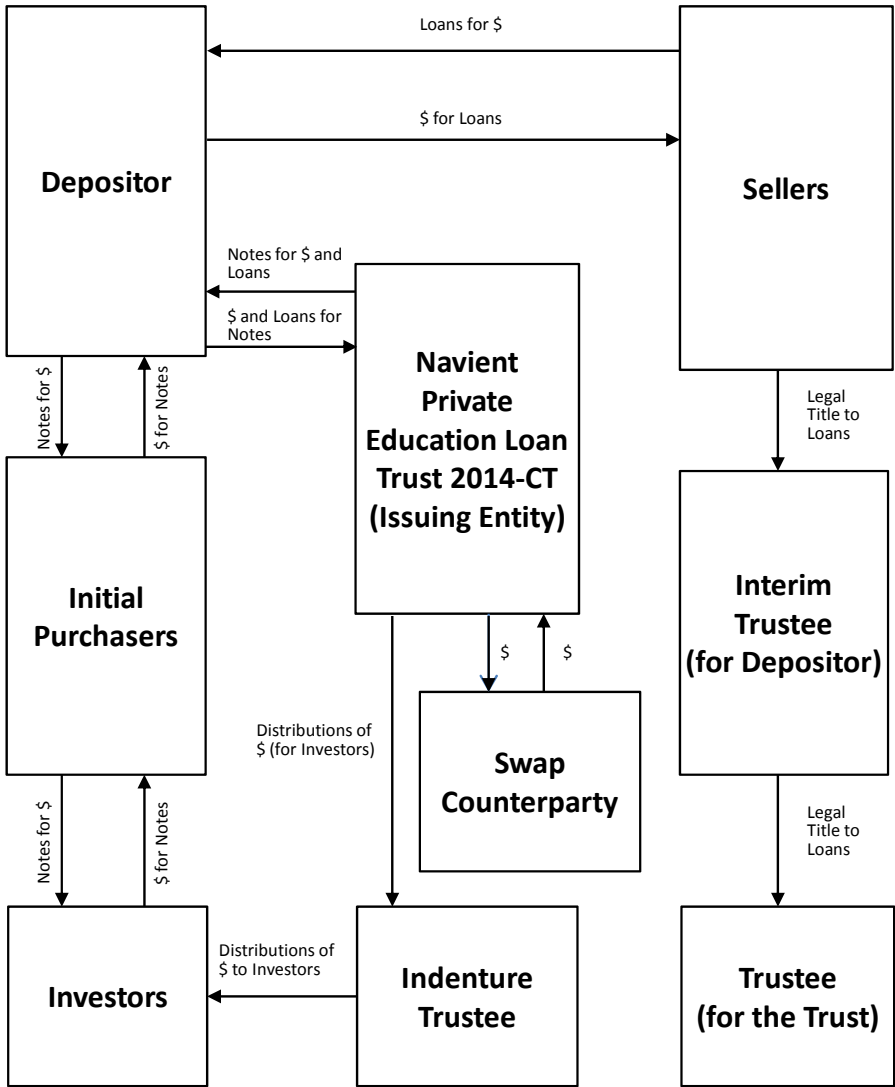 Loans for $
$ for Loans
Depositor
Sellers
Notes for $ and
Loans
$ and Loans for
Notes
Navient
Private
Education Loan
Trust 2014-CT
(Issuing Entity)
Notes for $
$ for Notes
Legal
Title to
Loans
Initial
Purchasers
Interim
Trustee
(for Depositor)
$
$
Distributions of
$ (for Investors)
Swap
Counterparty
Notes for $
$ for Notes
Legal
Title to
Loans
Investors
Distributions of
$ to Investors
Indenture
Trustee
Trustee
(for the Trust)